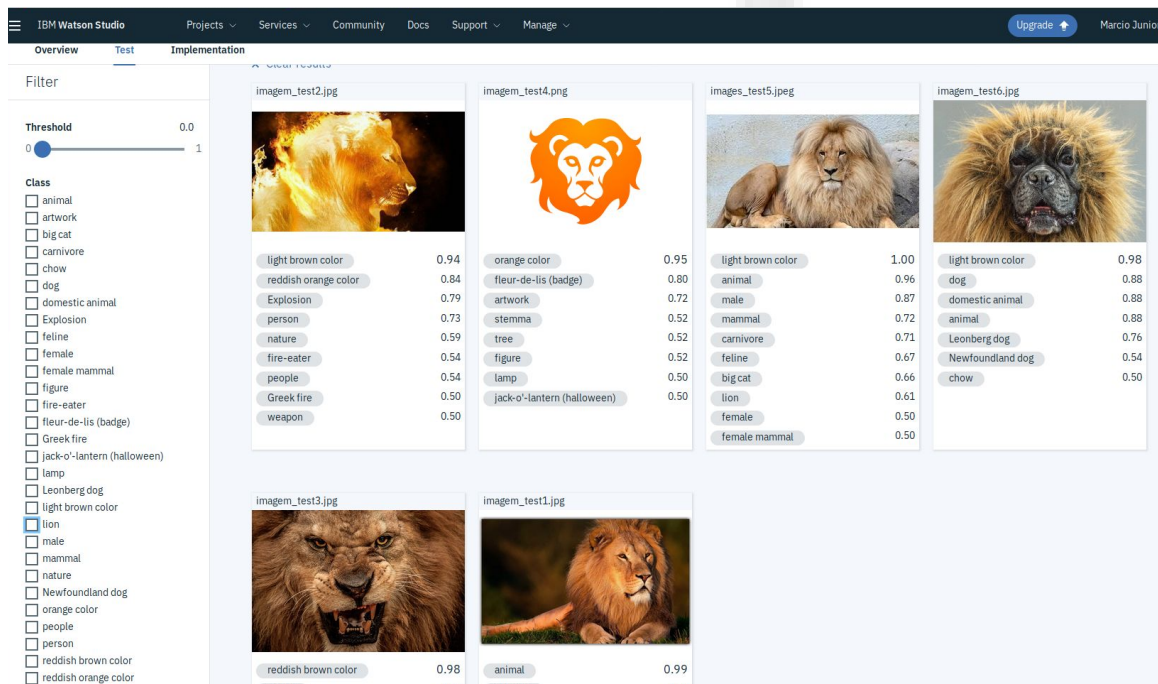 IBM Watson Studio Projects Services Community Docs Support Manage Upgrade Marcio Junio
Overview Test Implementation
Clear results
Filter
Threshold 0.0
0 1
Class
animal
artwork
big cat
carnivore
chow
dog
domestic animal
Explosion
feline
female
female mammal
figure
fire-eater
fleur-de-lis (badge)
Greek fire
jack-o'-lantern (halloween)
lamp
Leonberg dog
light brown color
lion
male
mammal
nature
Newfoundland dog
orange color
people
person
reddish brown color
reddish orange color
imagem_test2.jpg
light brown color 0.94
reddish orange color 0.84
Explosion 0.79
person 0.73
nature 0.59
fire-eater 0.54
people 0.54
Greek fire 0.50
weapon 0.50
imagem_test4.png
orange color 0.95
fleur-de-lis (badge) 0.80
artwork 0.72
stemma 0.52
tree 0.52
figure 0.52
lamp 0.50
jack-o'-lantern (halloween) 0.50
images_test5.jpeg
light brown color 1.00
animal 0.96
male 0.87
mammal 0.72
carnivore 0.71
feline 0.67
big cat 0.66
lion 0.61
female 0.50
female mammal 0.50
imagem_test6.jpg
light brown color 0.98
dog 0.88
domestic animal 0.88
animal 0.88
Leonberg dog 0.76
Newfoundland dog 0.54
chow 0.50
imagem_test3.jpg
reddish brown color 0.98
imagem_test1.jpg
animal 0.99